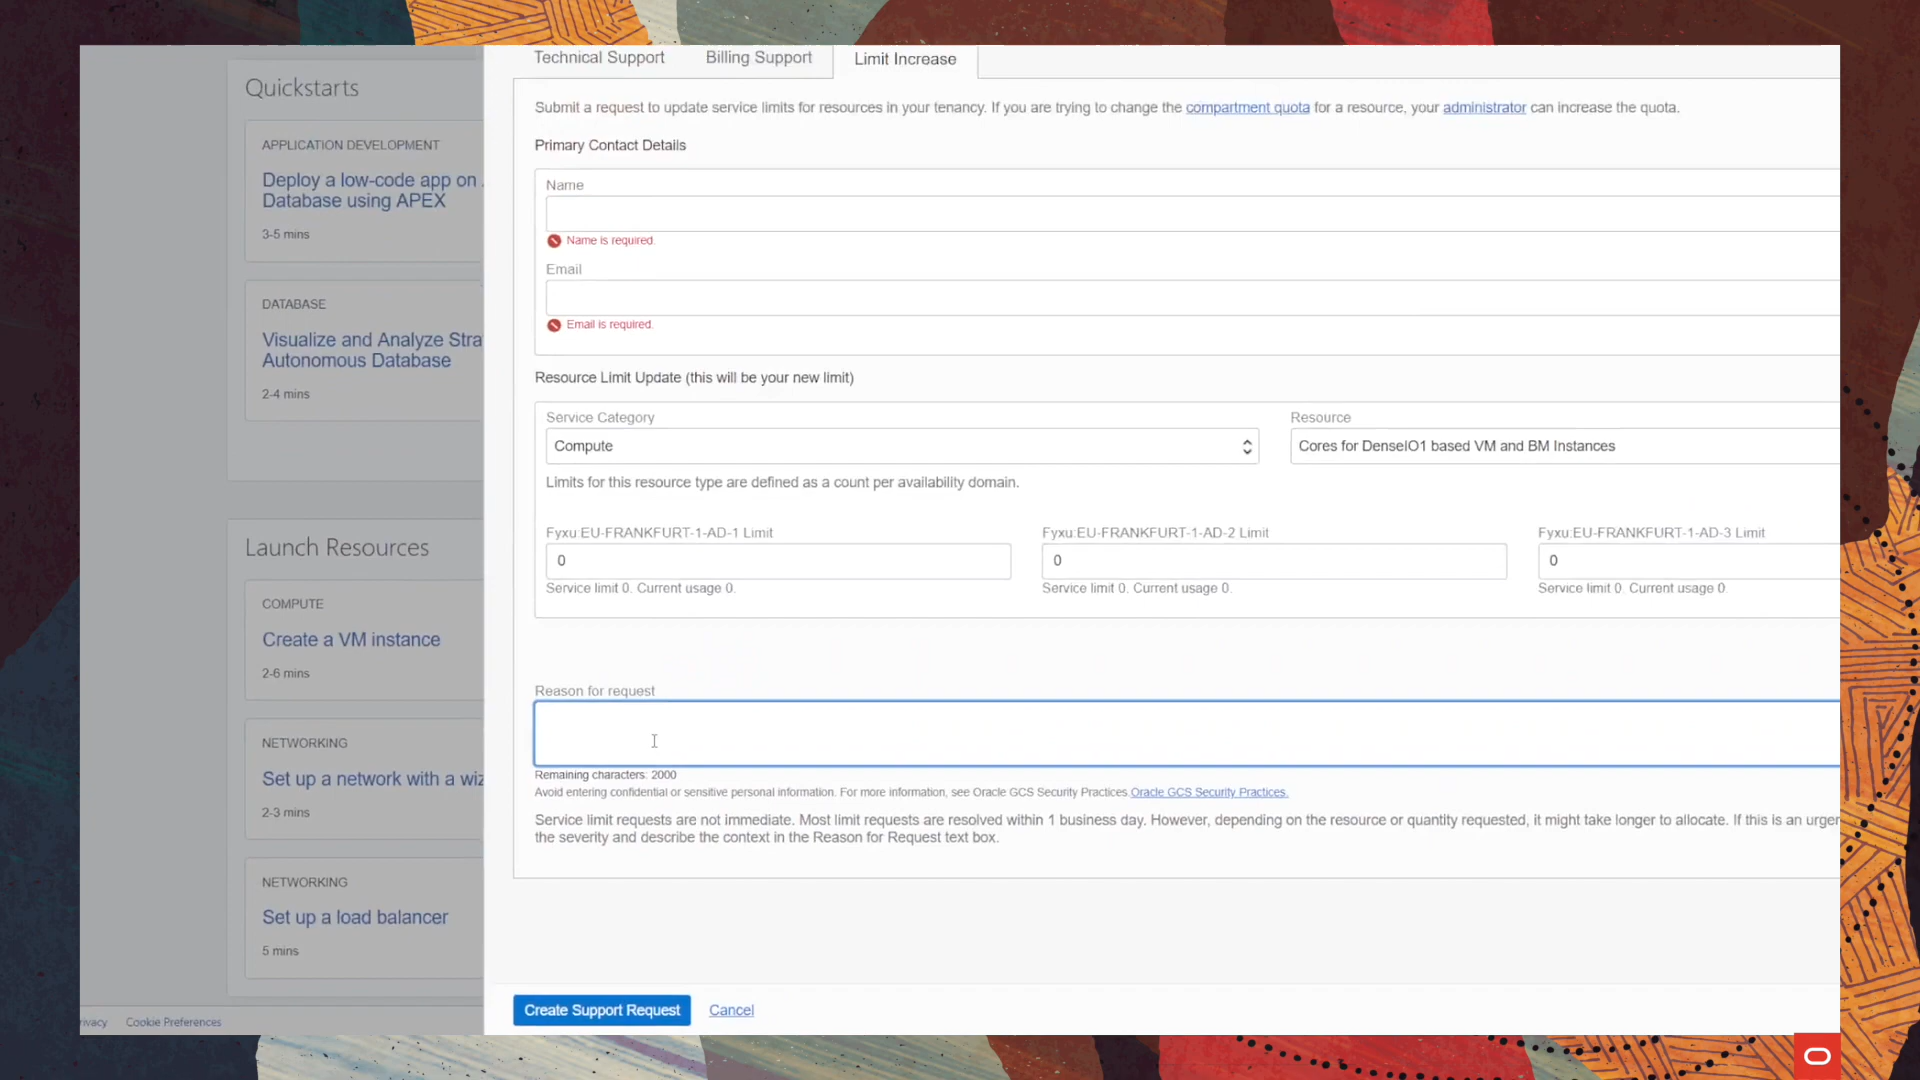 Quickstarts
APPLICATION DEVELOPMENT
Deploy a low-code app on
Database using APEX
3-5 mins
DATABASE
Visualize and Analyze Stra
Autonomous Database
2-4 mins
Launch Resources
COMPUTE
Create a VM instance
2-6 mins
NETWORKING
Set up a network with a wiz
2-3 mins
NETWORKING
Set up a load balancer
5 mins
ivacy Cookie Preferences
Technical Support Billing Support Limit Increase
Submit a request to update service limits for resources in your tenancy. If you are trying to change the compartment quota for a resource, your administrator can increase the quota.
Primary Contact Details
Name
Name is required.
Email
Email is required.
Resource Limit Update (this will be your new limit)
Service Category Resource
Compute Cores for DenseIO1 based VM and BM Instances
Limits for this resource type are defined as a count per availability domain.
Fyxu:EU-FRANKFURT-1-AD-1 Limit Fyxu:EU-FRANKFURT-1-AD-2 Limit Fyxu:EU-FRANKFURT-1-AD-3 Limit
0 0 0
Service limit 0. Current usage 0. Service limit 0. Current usage 0. Service limit 0. Current usage 0.
Reason for request
Remaining characters: 2000
Avoid entering confidential or sensitive personal information. For more information, see Oracle GCS Security Practices.Oracle GCS Security Practices.
Service limit requests are not immediate. Most limit requests are resolved within 1 business day. However, depending on the resource or quantity requested, it might take longer to allocate. If this is an urger
the severity and describe the context in the Reason for Request text box.
Create Support Request Cancel